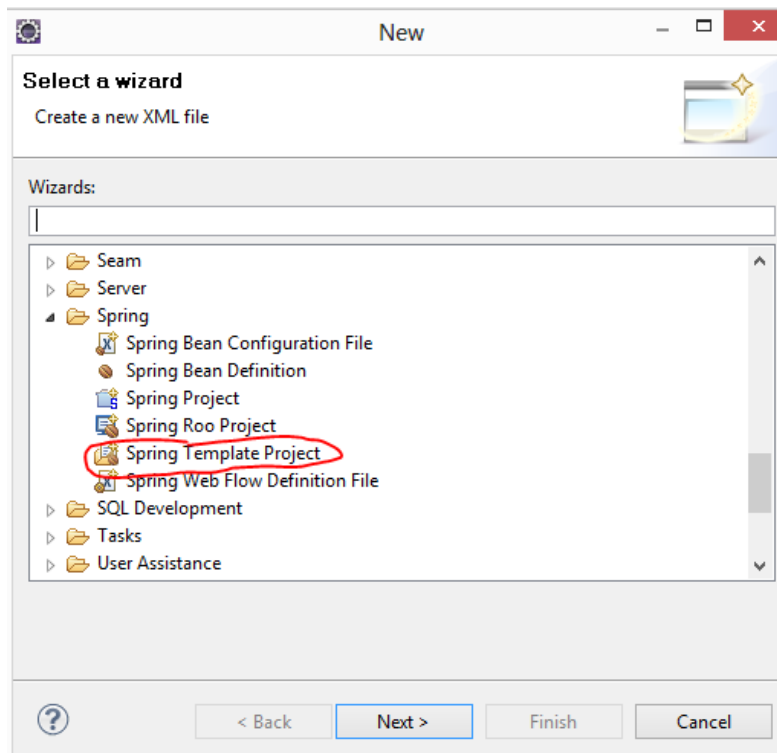 New
Select a wizard
Create a new XML file
Wizards:
Seam
Server
Spring
Spring Bean Configuration File
Spring Bean Definition
Spring Project
Spring Roo Project
Spring Template Project
Spring Web Flow Definition File
SQL Development
Tasks
User Assistance
? < Back Next > Finish Cancel